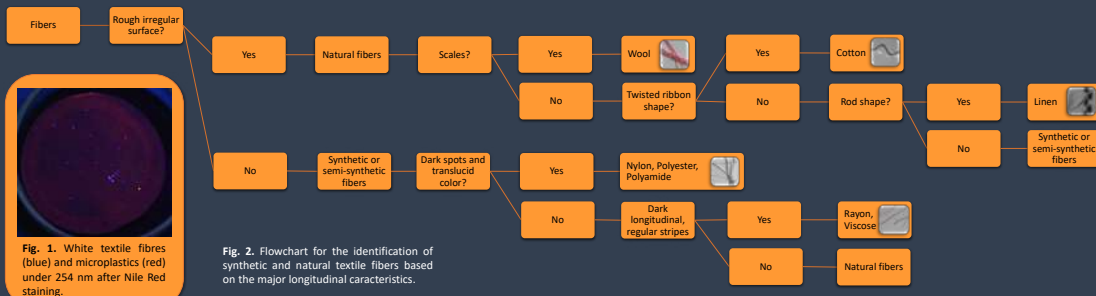 Fibers
Rough irregular
surface?
Yes
Natural fibers
Scales?
Yes
Wool
Yes
Cotton
No
Twisted ribbon
shape?
No
Rod shape?
Yes
Linen
No
Synthetic or
semi-synthetic
fibers
No
Synthetic or
semi-synthetic
fibers
Dark spots and
translucid
color?
Yes
Nylon, Polyester,
Polyamide
No
Dark
longitudinal,
regular stripes
Yes
Rayon,
Viscose
No
Natural fibers
Fig. 1. White textile fibres
(blue) and microplastics (red)
under 254 nm after Nile Red
staining.
Fig. 2. Flowchart for the identification of
synthetic and natural textile fibers based
on the major longitudinal caracteristics.